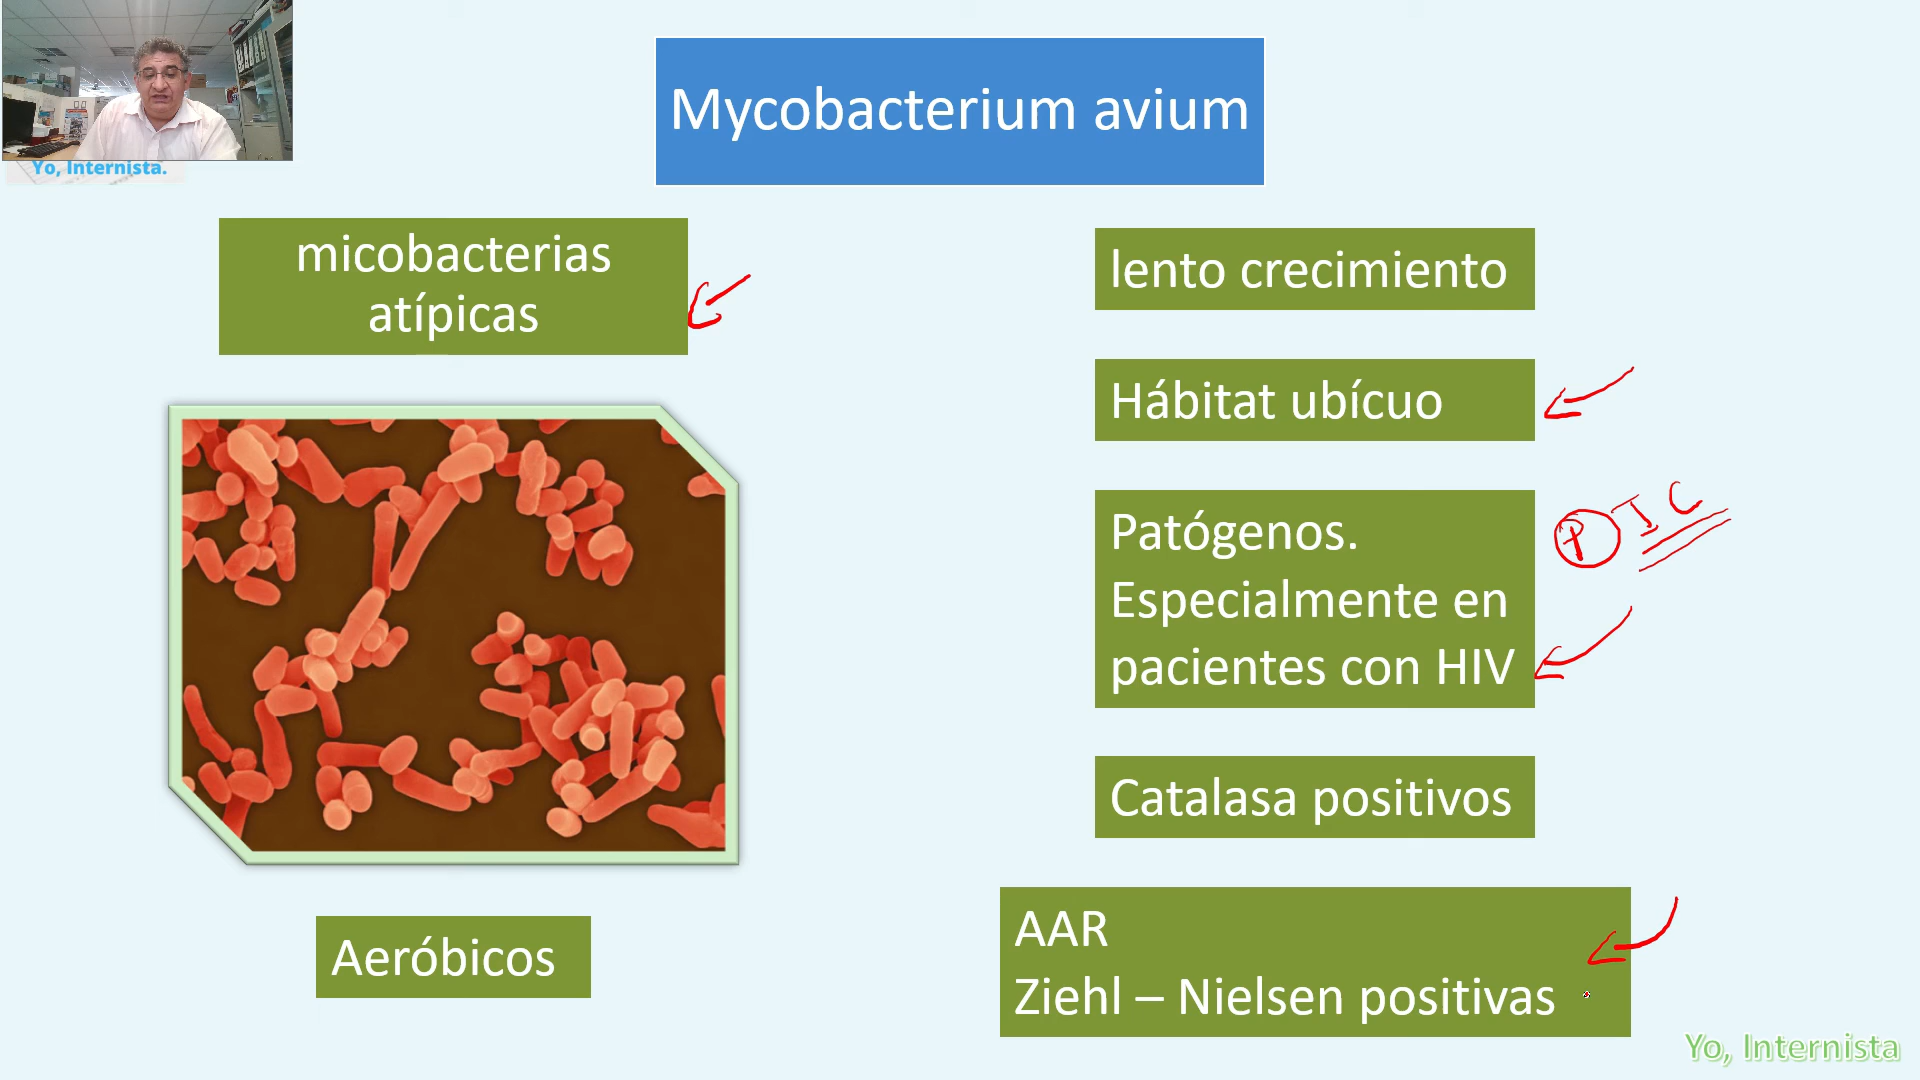 Yo, Internista.
Mycobacterium avium
micobacterias
atípicas
Aeróbicos
lento crecimiento
Hábitat ubícuo
Patógenos.
Especialmente en
pacientes con HIV
P I C
Catalasa positivos
AAR
Ziehl – Nielsen positivas
Yo, Internista